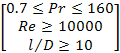 0.7 ≤ Pr ≤ 160
Re ≥ 10000
l/D ≥ 10